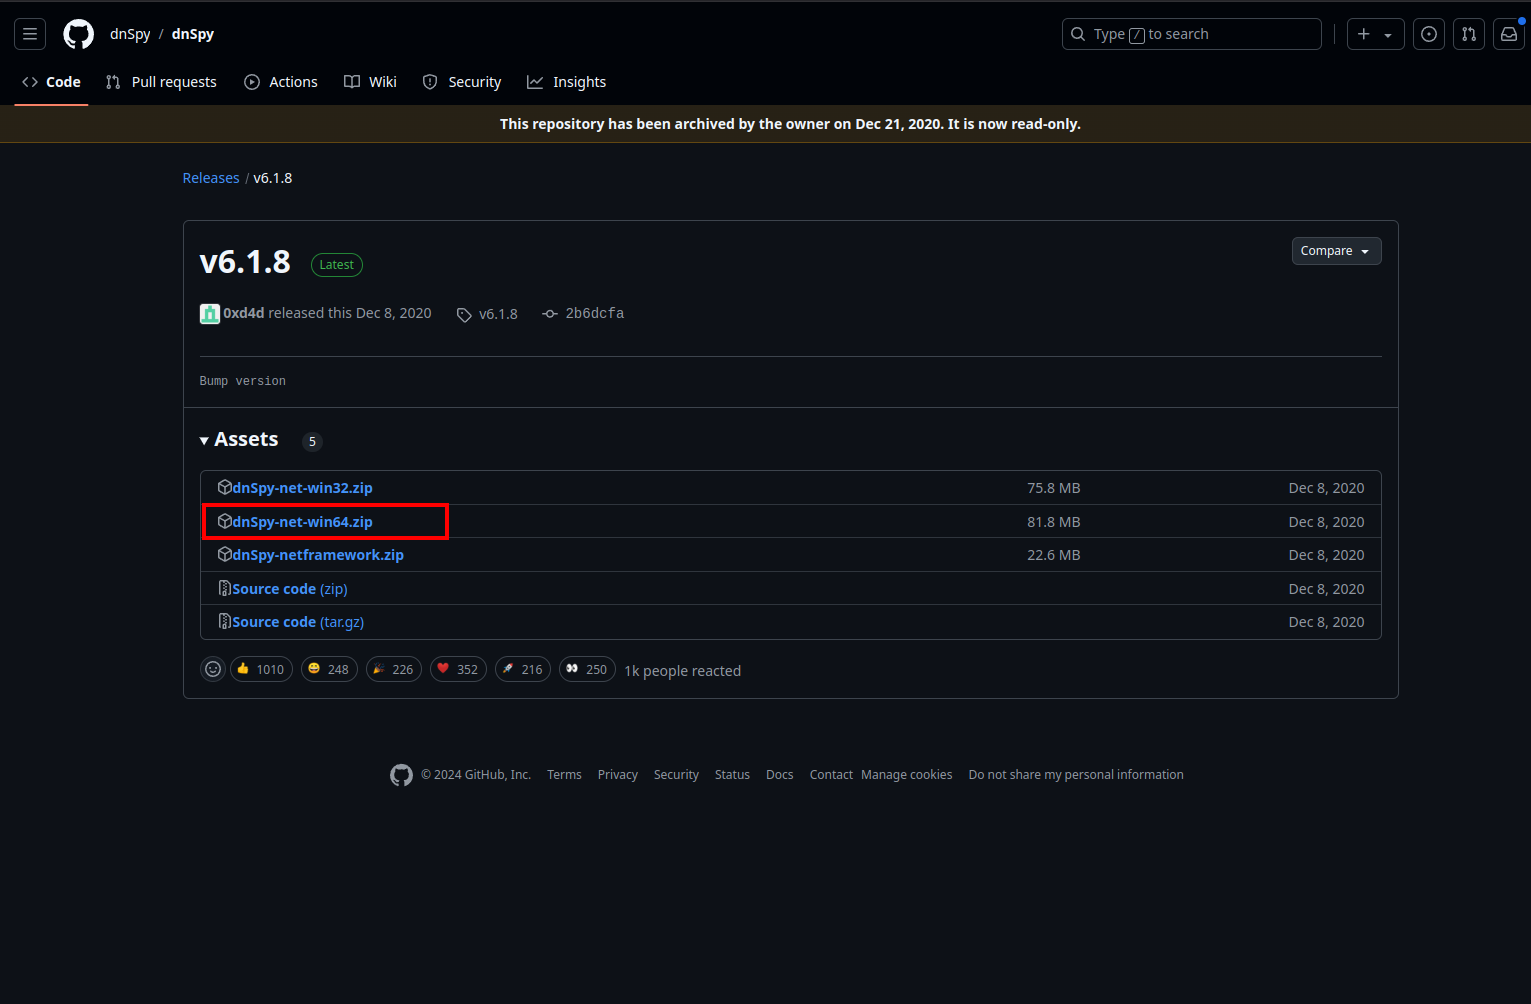 dnSpy / dnSpy
Type / to search
Code Pull requests Actions Wiki Security Insights
This repository has been archived by the owner on Dec 21, 2020. It is now read-only.
Releases / v6.1.8
v6.1.8 Latest
Compare
0xd4d released this Dec 8, 2020 v6.1.8 2b6dcfa
Bump version
Assets 5
dnSpy-net-win32.zip 75.8 MB Dec 8, 2020
dnSpy-net-win64.zip 81.8 MB Dec 8, 2020
dnSpy-netframework.zip 22.6 MB Dec 8, 2020
Source code (zip) Dec 8, 2020
Source code (tar.gz) Dec 8, 2020
👍 1010 😄 248 🎉 226 ❤️ 352 🚀 216 👀 250 1k people reacted
© 2024 GitHub, Inc. Terms Privacy Security Status Docs Contact Manage cookies Do not share my personal information